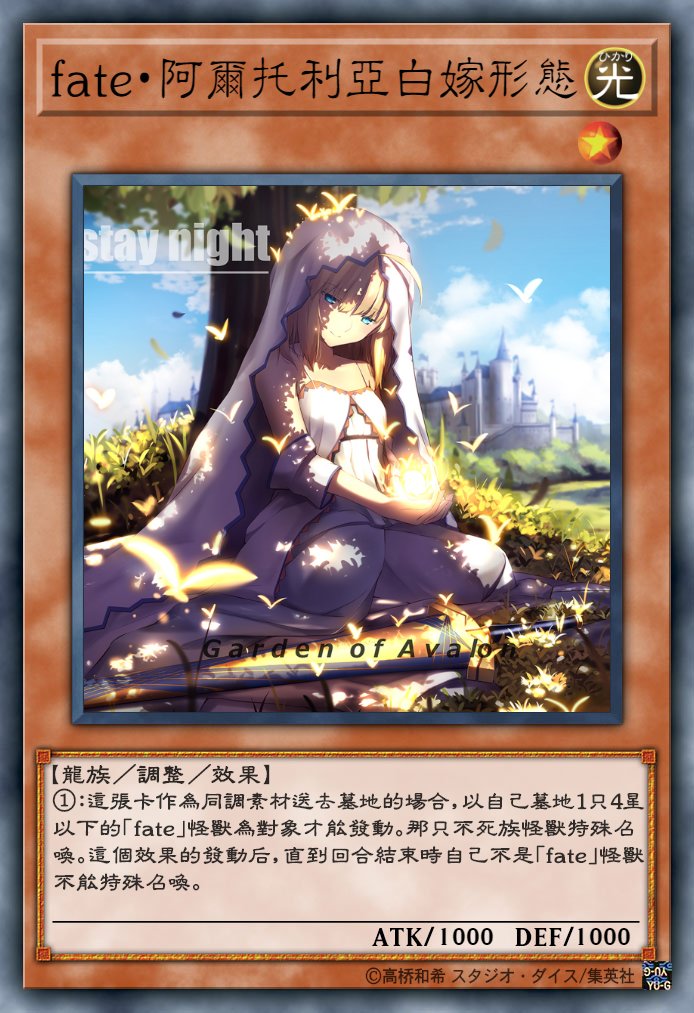 fate・阿爾托利亞白嫁形態
ひかり
光
stay night
Garden of Avalon
【龍族／調整／效果】
①:這張卡作為同調素材送去墓地的場合,以自己墓地1只4星
以下的「fate」怪獸為對象才能發動。那只不死族怪獸特殊召
喚。這個效果的發動后,直到回合結束時自己不是「fate」怪獸
不能特殊召喚。
ATK/1000 DEF/1000
©高桥和希 スタジオ・ダイス/集英社
YU-G